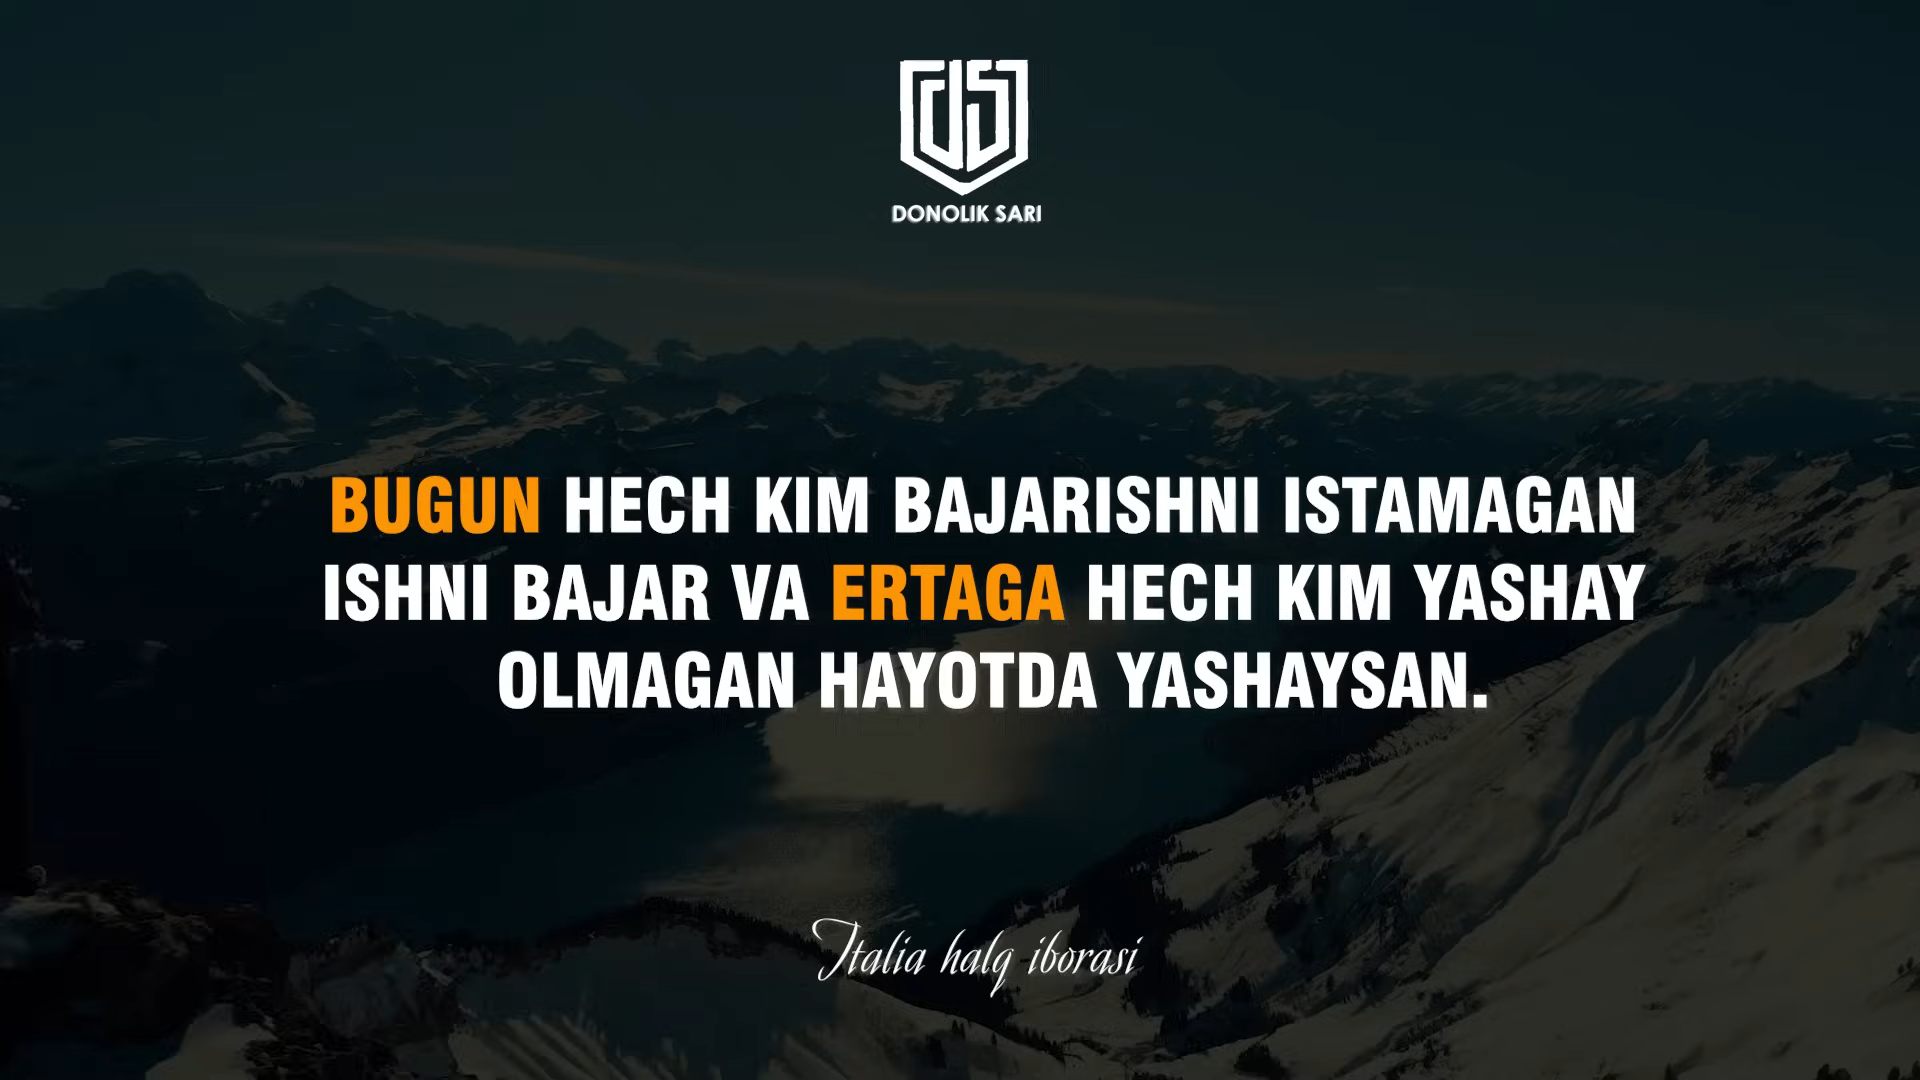 DONOLIK SARI
BUGUN HECH KIM BAJARISHNI ISTAMAGAN
ISHNI BAJAR VA ERTAGA HECH KIM YASHAY
OLMAGAN HAYOTDA YASHAYSAN.
Italia halq iborasi